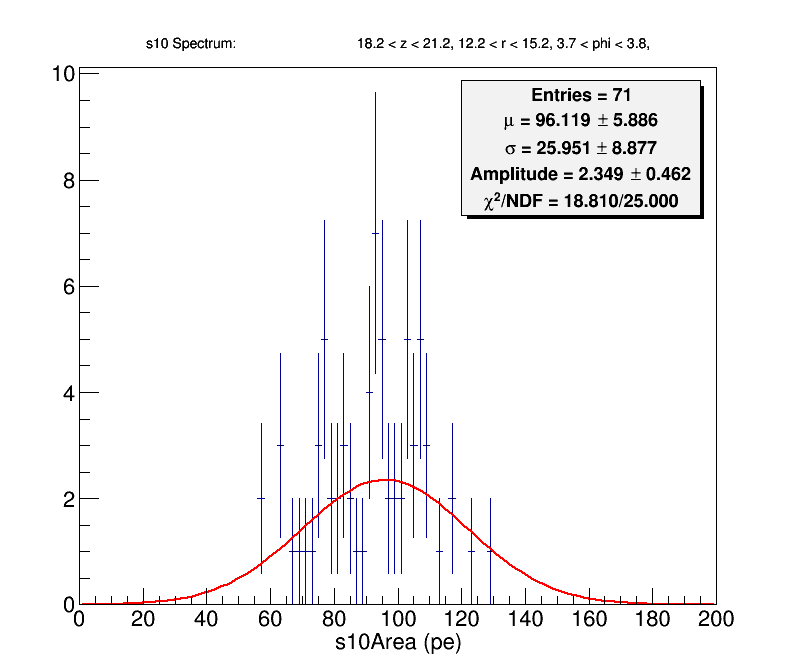 s10 Spectrum: 18.2 < z < 21.2, 12.2 < r < 15.2, 3.7 < phi < 3.8,
Entries = 71
μ = 96.119 ± 5.886
σ = 25.951 ± 8.877
Amplitude = 2.349 ± 0.462
χ²/NDF = 18.810/25.000
10
8
6
4
2
0
0 20 40 60 80 100 120 140 160 180 200
s10Area (pe)